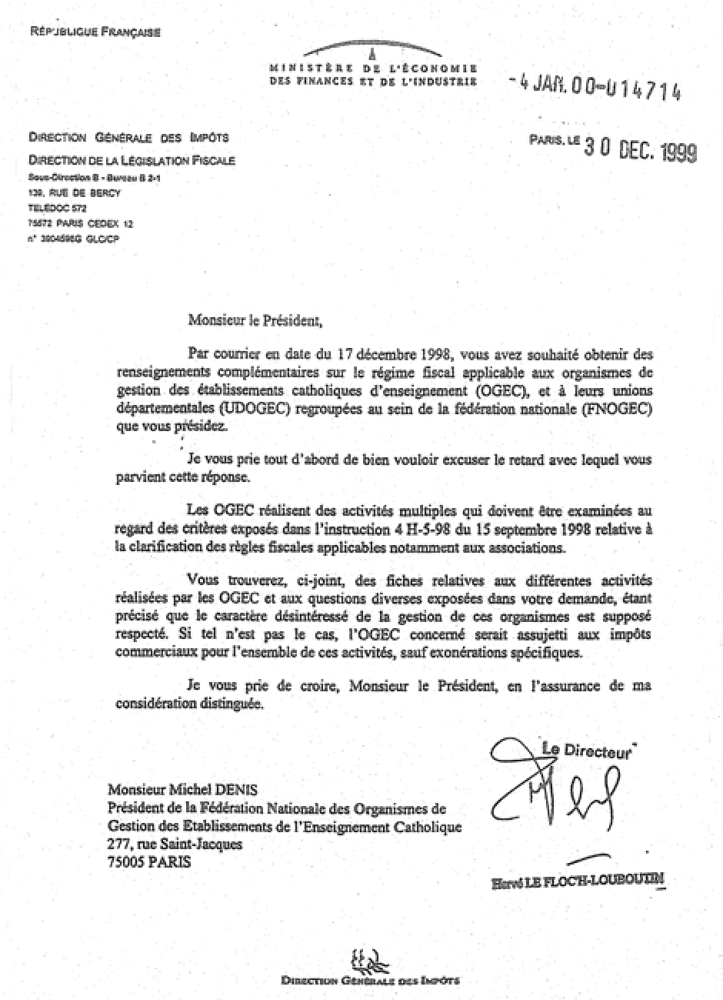 RÉPUBLIQUE FRANÇAISE
MINISTÈRE DE L'ÉCONOMIE
DES FINANCES ET DE L'INDUSTRIE
-4 JAN. 00-014714
DIRECTION GÉNÉRALE DES IMPÔTS
DIRECTION DE LA LÉGISLATION FISCALE
Sous-Direction B - Bureau B 2-1
139, RUE DE BERCY
TELEDOC 572
75572 PARIS CEDEX 12
PARIS, LE 30 DEC. 1999
Monsieur le Président,
Par courrier en date du 17 décembre 1998, vous avez souhaité obtenir des
renseignements complémentaires sur le régime fiscal applicable aux organismes de
gestion des établissements catholiques d'enseignement (OGEC), et à leurs unions
départementales (UDOGEC) regroupées au sein de la fédération nationale (FNOGEC)
que vous présidez.
Je vous prie tout d'abord de bien vouloir excuser le retard avec lequel vous
parvient cette réponse.
Les OGEC réalisent des activités multiples qui doivent être examinées au
regard des critères exposés dans l'instruction 4 H-5-98 du 15 septembre 1998 relative à
la clarification des règles fiscales applicables notamment aux associations.
Vous trouverez, ci-joint, des fiches relatives aux différentes activités
réalisées par les OGEC et aux questions diverses exposées dans votre demande, étant
précisé que le caractère désintéressé de la gestion de ces organismes est supposé
respecté. Si tel n'est pas le cas, l'OGEC concerné serait assujetti aux impôts
commerciaux pour l'ensemble de ces activités, sauf exonérations spécifiques.
Je vous prie de croire, Monsieur le Président, en l'assurance de ma
considération distinguée.
Le Directeur
Monsieur Michel DENIS
Président de la Fédération Nationale des Organismes de
Gestion des Etablissements de l'Enseignement Catholique
277, rue Saint-Jacques
75005 PARIS
Hervé LE FLOC'H-LOUBOUTIN
DIRECTION GÉNÉRALE DES IMPÔTS